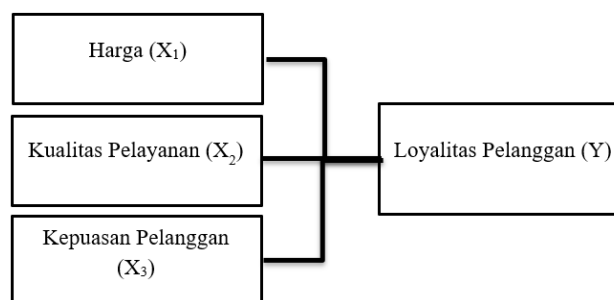 Harga (X₁)
Kualitas Pelayanan (X₂)
Kepuasan Pelanggan
(X₃)
Loyalitas Pelanggan (Y)